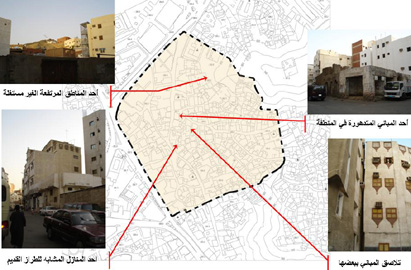 أحد المناطق المرتفعة الغير مستغلة
أحد المباني المتدهورة في المنطقة
أحد المنازل المشابه للطراز القديم
تلاصق المباني ببعضها